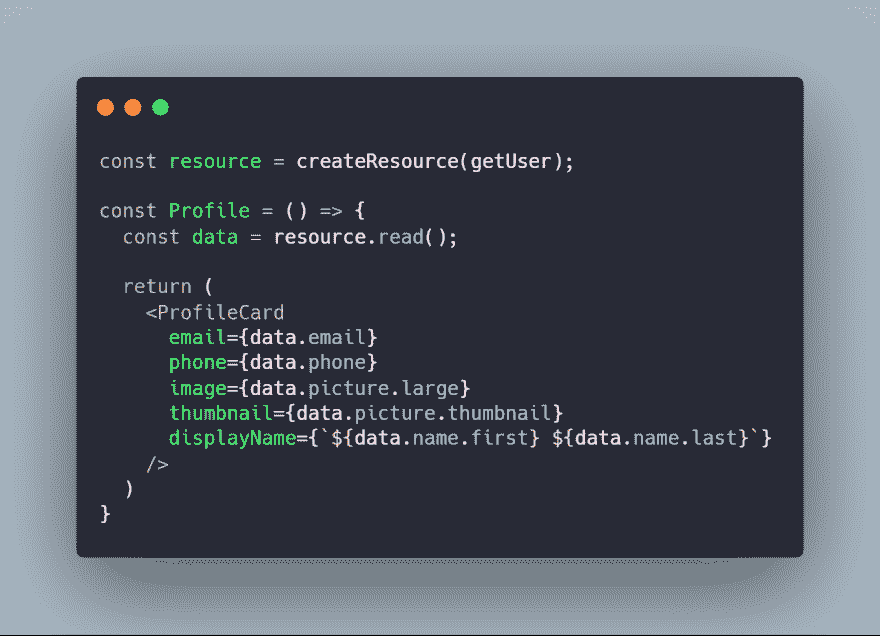 const resource = createResource(getUser);
const Profile = () => {
  const data = resource.read();
  return (
    <ProfileCard
      email={data.email}
      phone={data.phone}
      image={data.picture.large}
      thumbnail={data.picture.thumbnail}
      displayName={`${data.name.first} ${data.name.last}`}
    />
  )
}